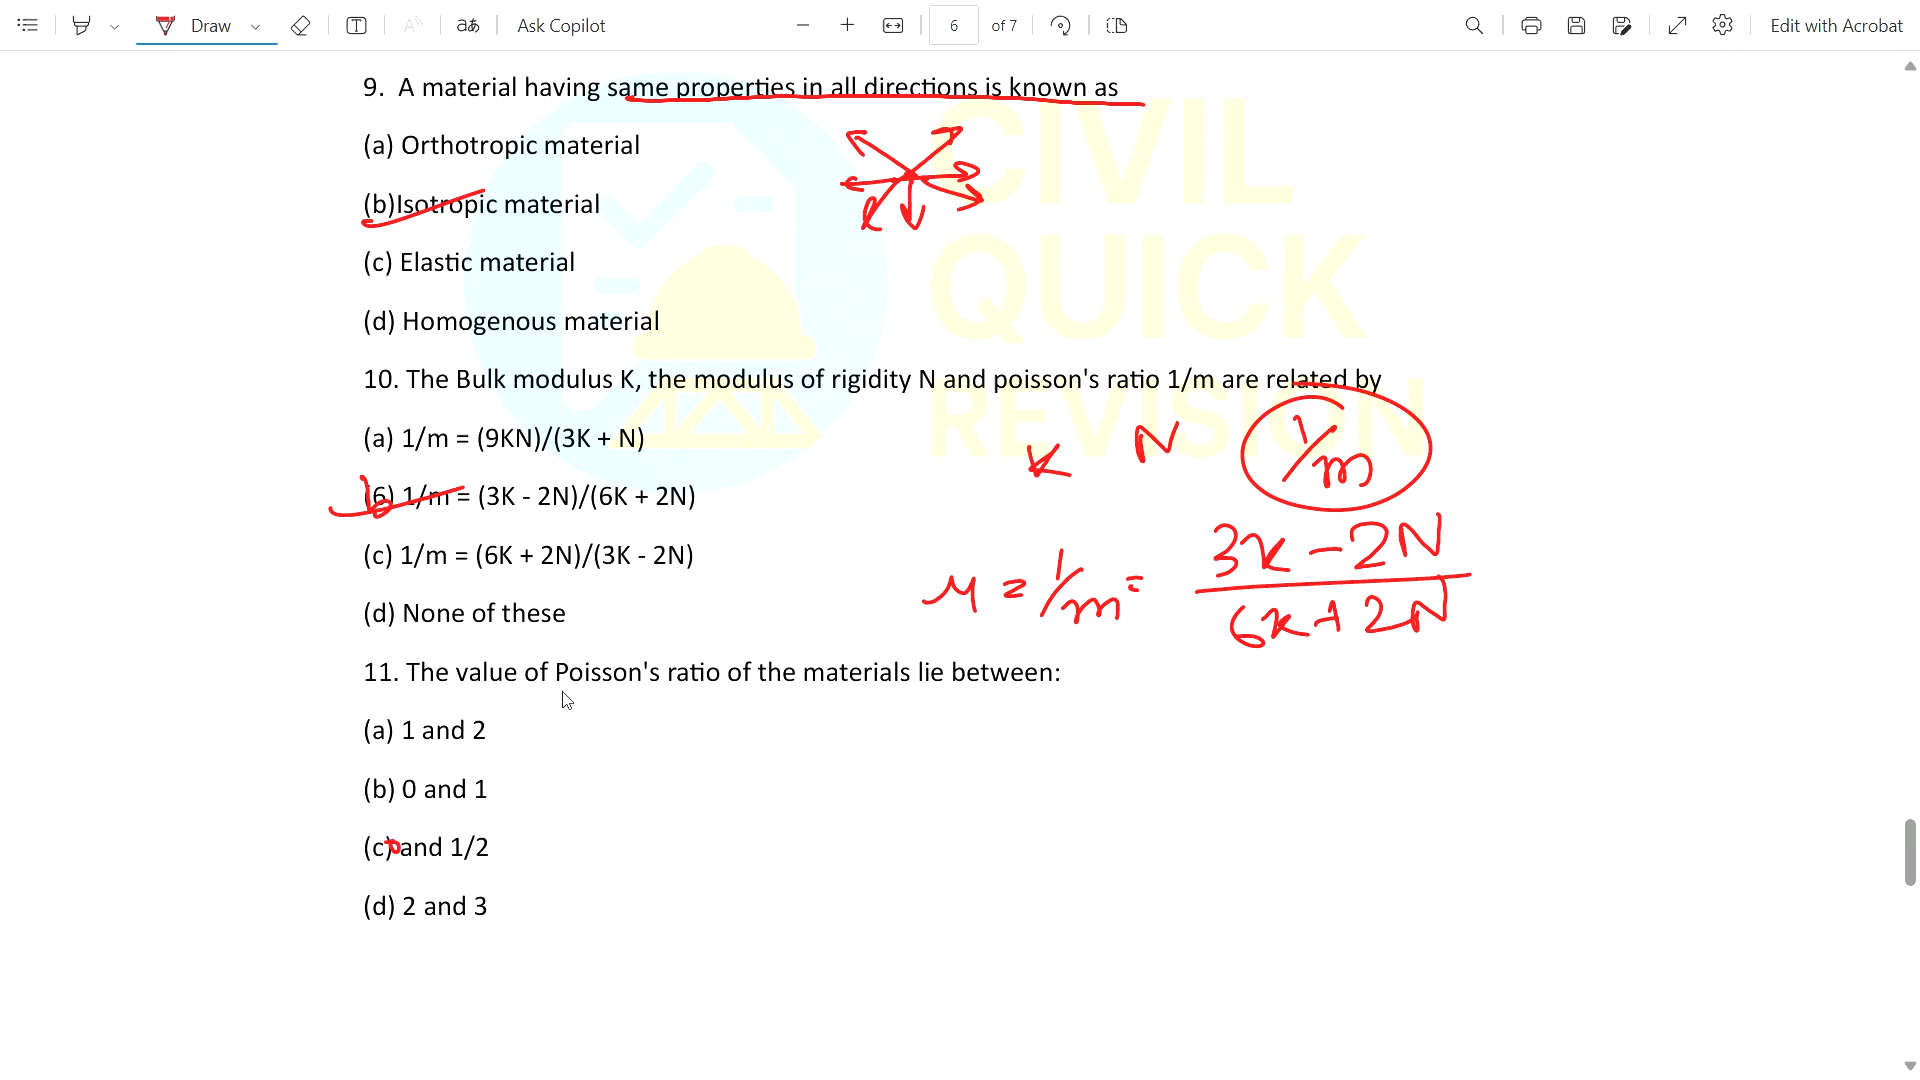 Draw
Ask Copilot
6 of 7
Edit with Acrobat
9. A material having same properties in all directions is known as
(a) Orthotropic material
(b)Isotropic material
(c) Elastic material
(d) Homogenous material
10. The Bulk modulus K, the modulus of rigidity N and poisson's ratio 1/m are related by
(a) 1/m = (9KN)/(3K + N)
K N 1/m
(6) 1/m = (3K - 2N)/(6K + 2N)
b
(c) 1/m = (6K + 2N)/(3K - 2N)
μ = 1/m = 3K - 2N
6K + 2N
(d) None of these
11. The value of Poisson's ratio of the materials lie between:
(a) 1 and 2
(b) 0 and 1
(c) 0 and 1/2
(d) 2 and 3
CIVIL
QUICK
REVISION